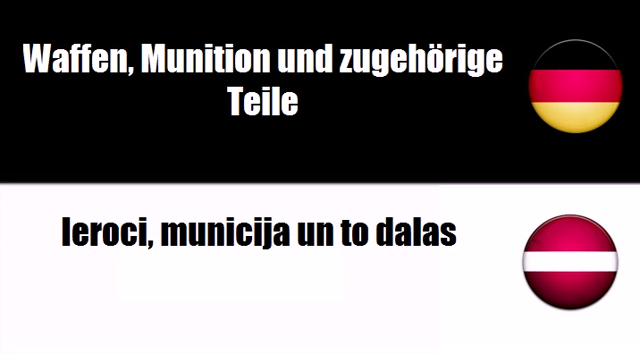 Waffen, Munition und zugehörige
Teile
Ieroci, municija un to dalas